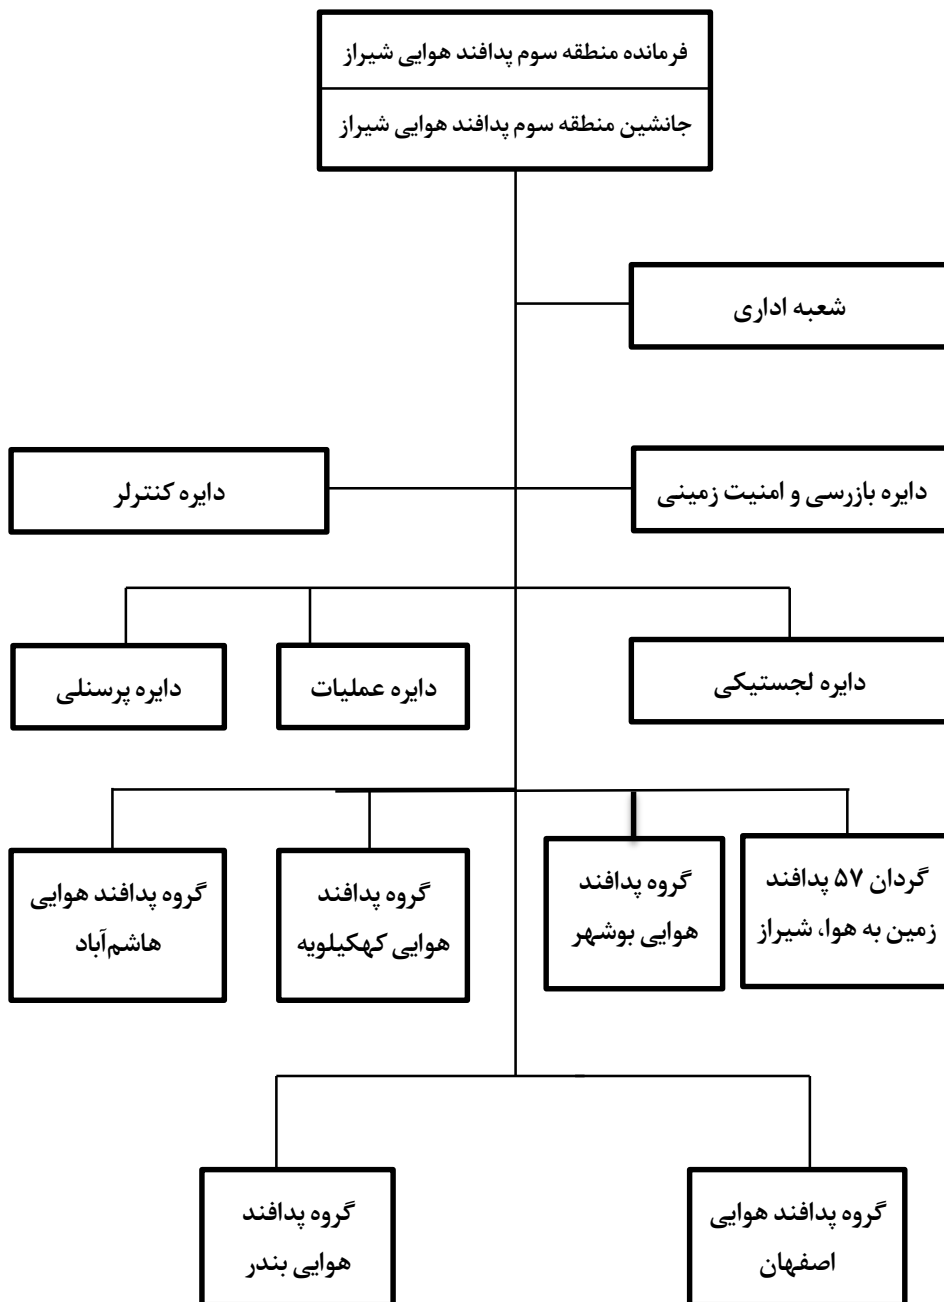 فرمانده منطقه سوم پدافند هوایی شیراز
جانشین منطقه سوم پدافند هوایی شیراز
شعبه اداری
دایره بازرسی و امنیت زمینی
دایره کنترلر
دایره لجستیکی
دایره عملیات
دایره پرسنلی
گردان ۵۷ پدافند
زمین به هوا، شیراز
گروه پدافند
هوایی بوشهر
گروه پدافند
هوایی کهکیلویه
گروه پدافند هوایی
هاشم‌آباد
گروه پدافند هوایی
اصفهان
گروه پدافند
هوایی بندر